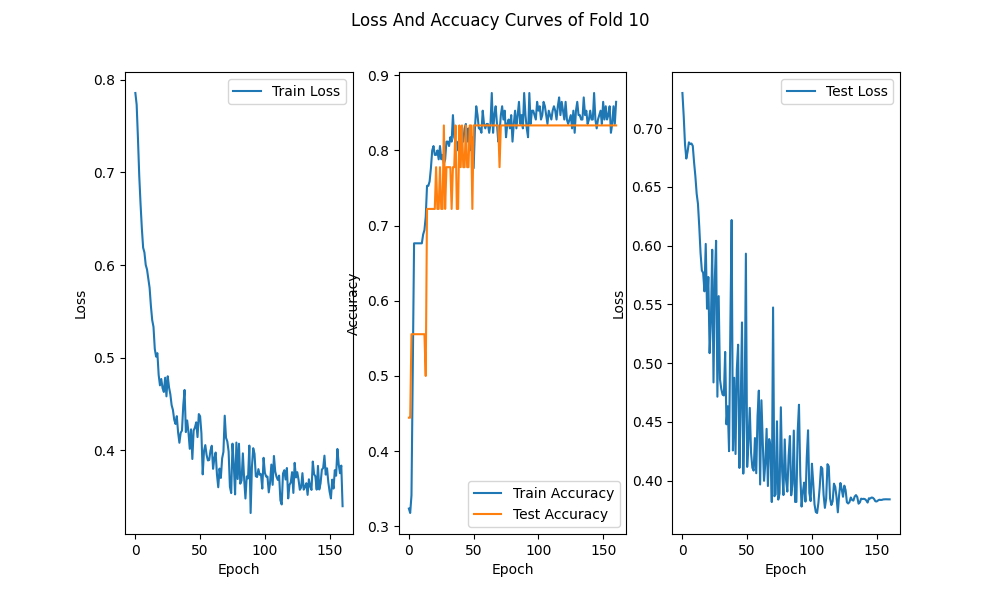 Loss And Accuacy Curves of Fold 10
Train Loss
0.8
0.7
0.6
0.5
0.4
Loss
0
50
100
150
Epoch
0.9
0.8
0.7
0.6
0.5
0.4
0.3
Accuracy
Train Accuracy
Test Accuracy
0
50
100
150
Epoch
Test Loss
0.70
0.65
0.60
0.55
0.50
0.45
0.40
Loss
0
50
100
150
Epoch